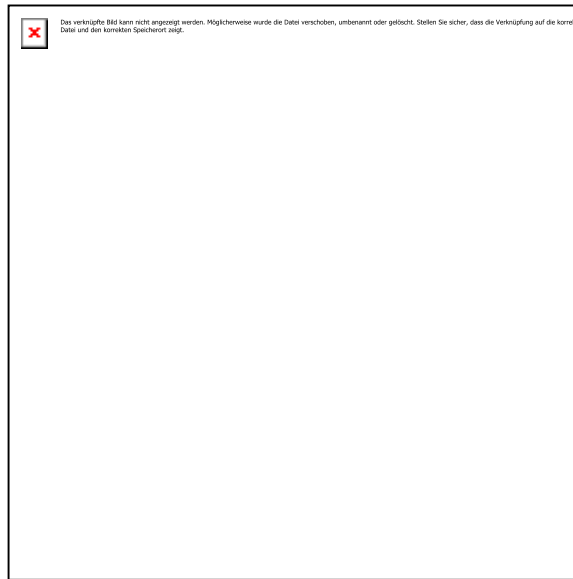 Das verknüpfte Bild kann nicht angezeigt werden. Möglicherweise wurde die Datei verschoben, umbenannt oder gelöscht. Stellen Sie sicher, dass die Verknüpfung auf die korre
Datei und den korrekten Speicherort zeigt.